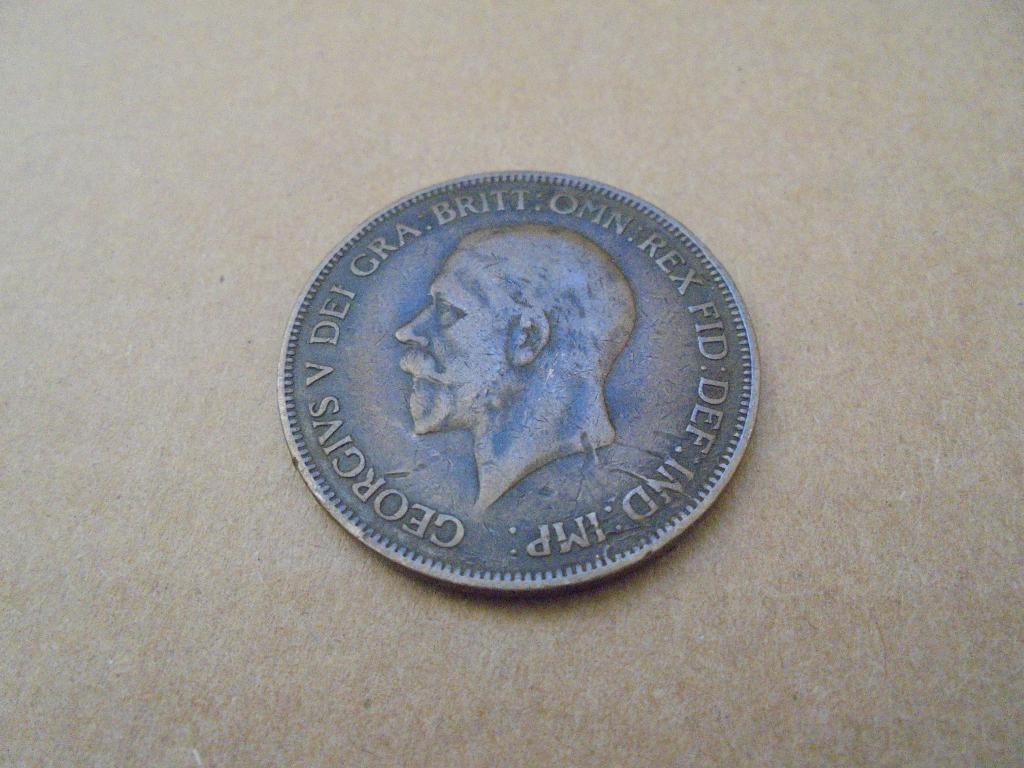 GEORGIVS V DEI GRA: BRITT: OMN: REX FID: DEF: IND: IMP: